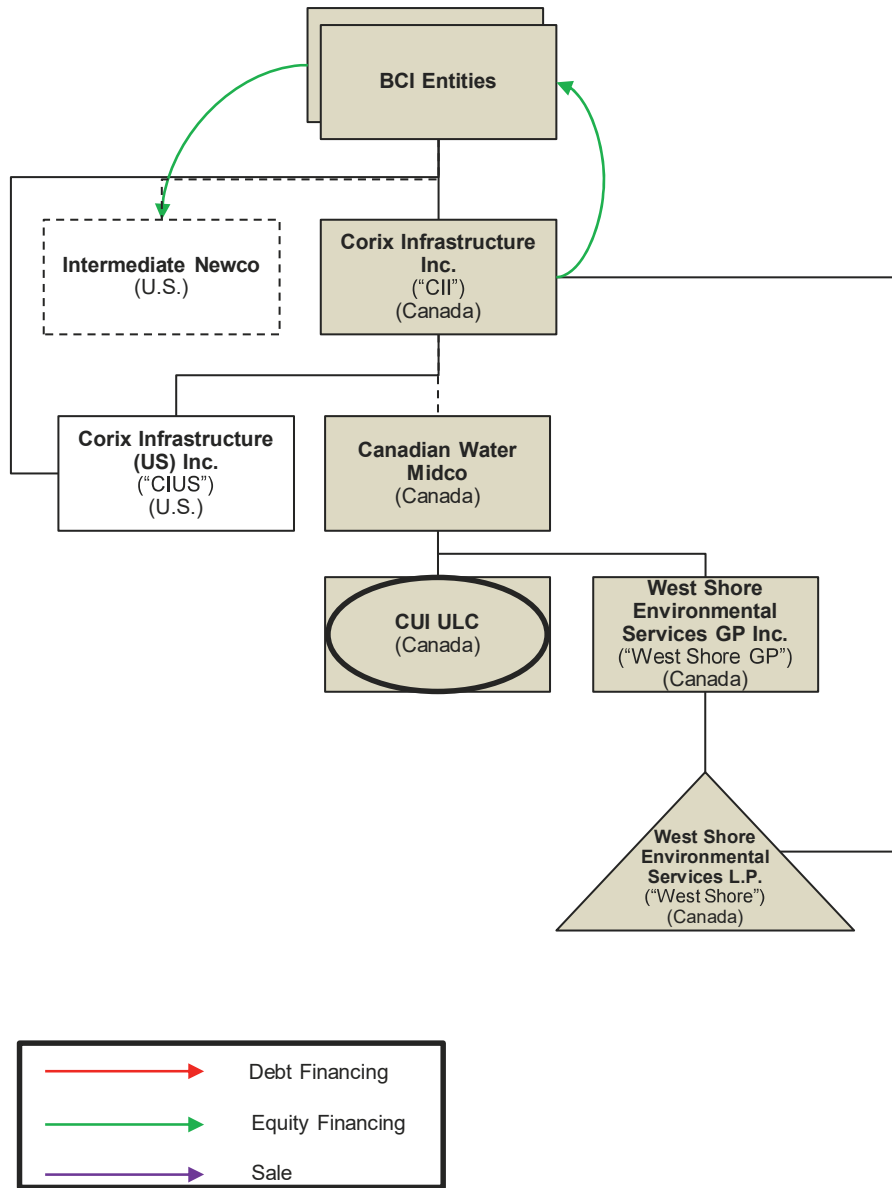 BCI Entities
Intermediate Newco
(U.S.)
Corix Infrastructure
Inc.
(“CII”)
(Canada)
Corix Infrastructure
(US) Inc.
(“CIUS”)
(U.S.)
Canadian Water
Midco
(Canada)
CUI ULC
(Canada)
West Shore
Environmental
Services GP Inc.
(“West Shore GP”)
(Canada)
West Shore
Environmental
Services L.P.
(“West Shore”)
(Canada)
Debt Financing
Equity Financing
Sale